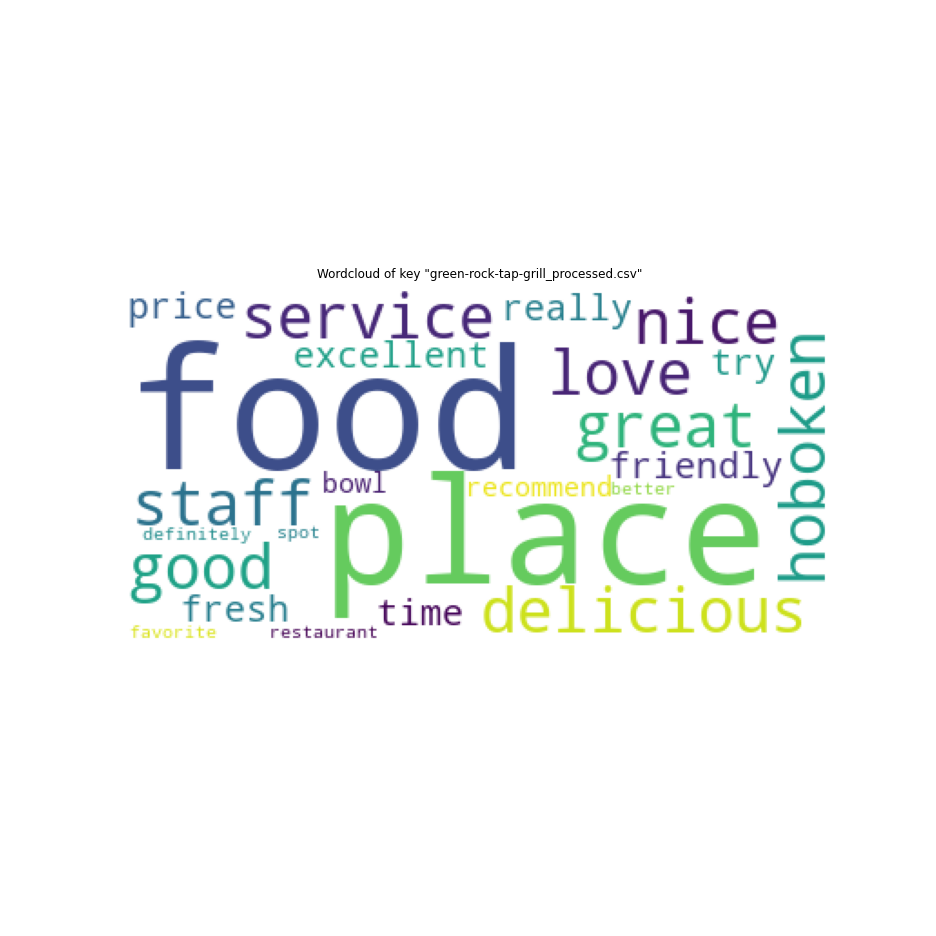 Wordcloud of key "green-rock-tap-grill_processed.csv"
price service really nice
excellent love try
food great hoboken
friendly
staff bowl recommend better
definitely spot place
good
fresh time delicious
favorite restaurant